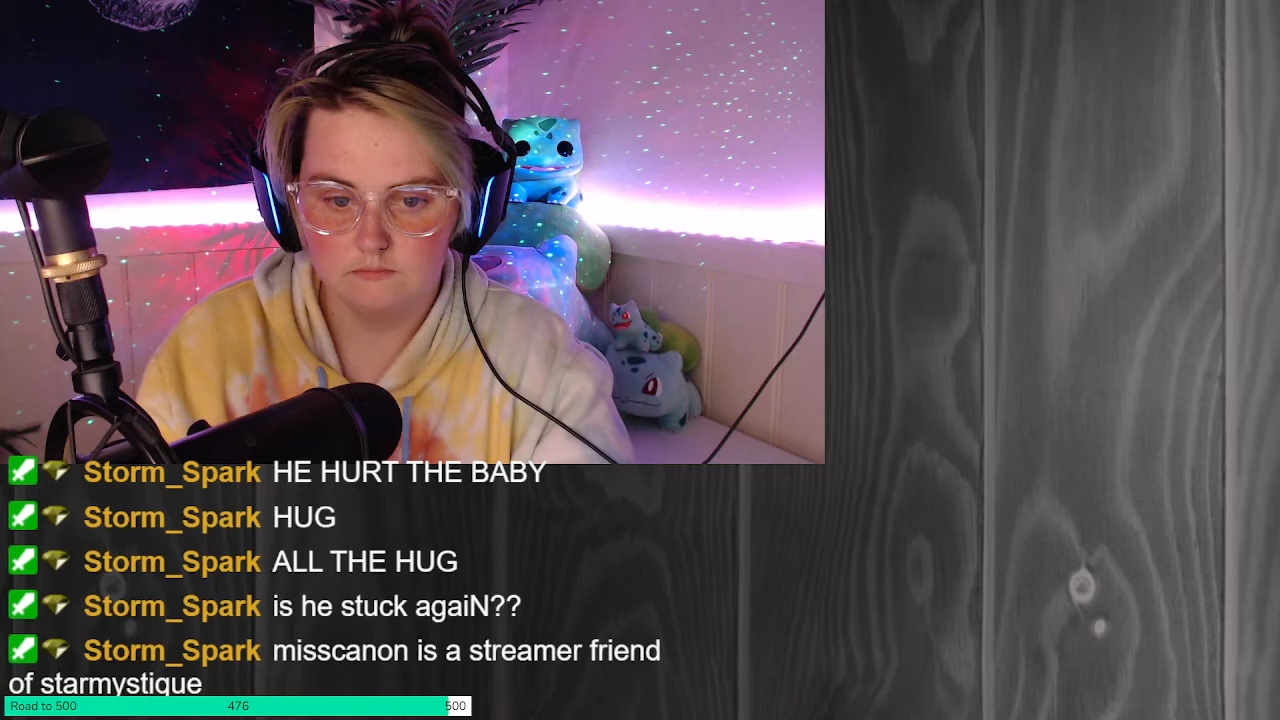 Storm_Spark HE HURT THE BABY
Storm_Spark HUG
Storm_Spark ALL THE HUG
Storm_Spark is he stuck agaiN??
Storm_Spark misscanon is a streamer friend
of starmystique
Road to 500 476 500